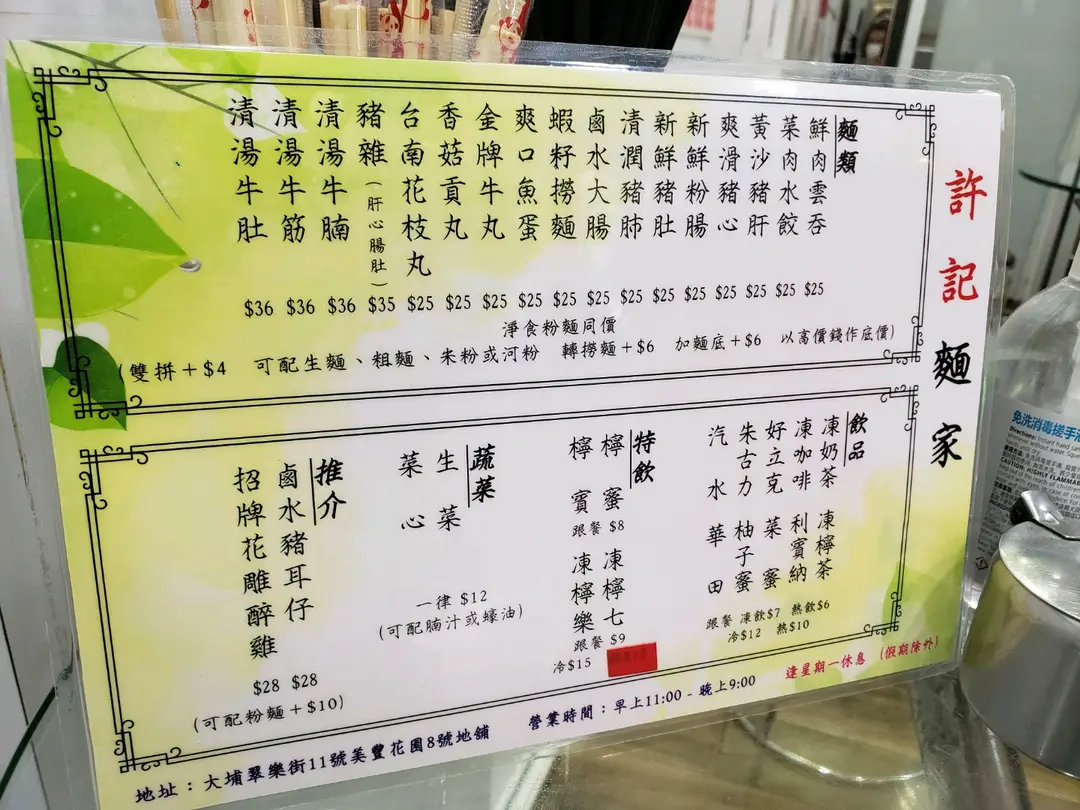 許記麵家
麵類
鮮肉雲吞 $25
菜肉水餃 $25
黃沙豬肝 $25
爽滑豬心 $25
新鮮粉腸 $25
新鮮豬肚 $25
清潤豬肺 $25
鹵水大腸 $25
蝦籽撈麵 $25
爽口魚蛋 $25
金牌牛丸 $25
香菇貢丸 $25
台南花枝丸 $25
豬雜(肝心腸肚) $35
清湯牛腩 $36
清湯牛筋 $36
清湯牛肚 $36
淨食粉麵同價
(雙拼+$4 可配生麵、粗麵、米粉或河粉 轉撈麵+$6 加麵底+$6 以高價錢作底價)
飲品
凍奶茶 凍檸茶
凍咖啡 利賓納
好立克 菜蜜
朱古力 柚子蜜
汽水 華田
跟餐 凍飲$7 熱飲$6
冷$12 熱$10
特飲
檸蜜
檸賓
跟餐 $8
凍檸七
凍檸樂
跟餐 $9
冷$15
蔬菜
生菜
菜心
一律 $12
(可配腩汁或蠔油)
推介
鹵水豬耳仔 $28
招牌花雕醉雞 $28
(可配粉麵+$10)
逢星期一休息 (假期除外)
地址:大埔翠樂街11號美豐花園8號地舖 營業時間:早上11:00 - 晚上9:00
免洗消毒搓手液
Directions: Instant hand